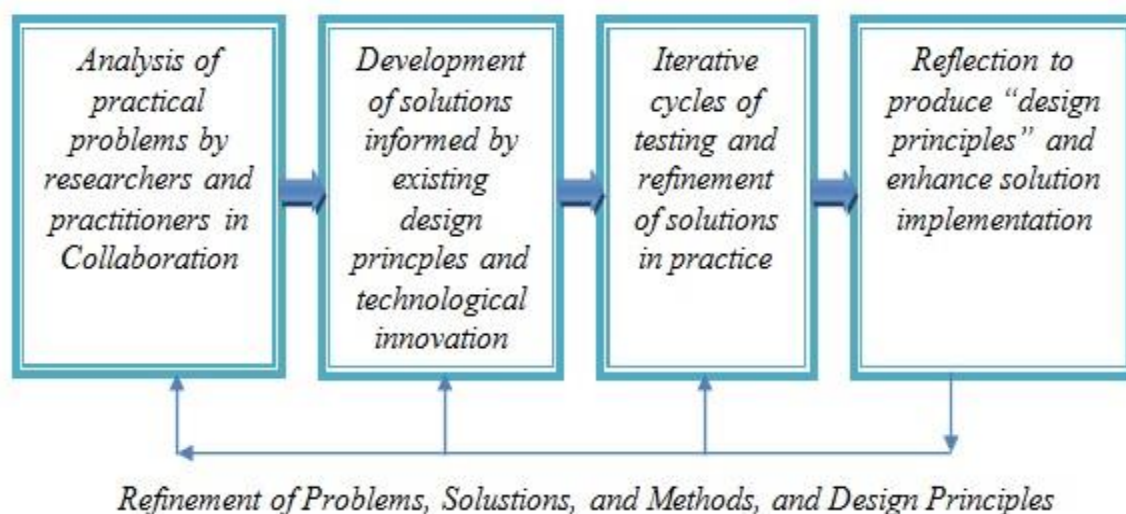 Analysis of
practical
problems by
researchers and
practitioners in
Collaboration
Development
of solutions
informed by
existing
design
princples and
technological
innovation
Iterative
cycles of
testing and
refinement
of solutions
in practice
Reflection to
produce “design
principles” and
enhance solution
implementation
Refinement of Problems, Solustions, and Methods, and Design Principles